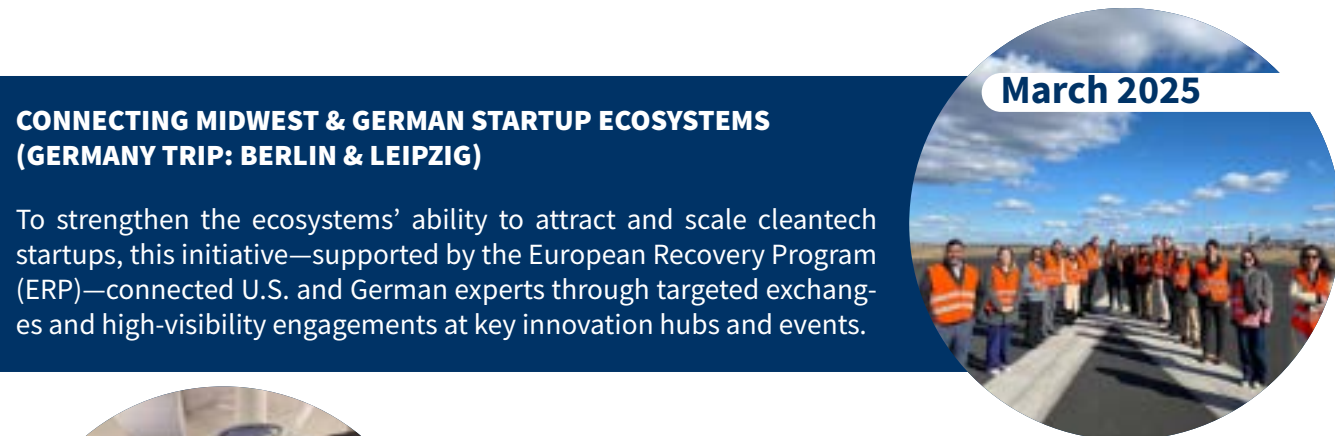 March 2025
CONNECTING MIDWEST & GERMAN STARTUP ECOSYSTEMS
(GERMANY TRIP: BERLIN & LEIPZIG)
To strengthen the ecosystems’ ability to attract and scale cleantech
startups, this initiative—supported by the European Recovery Program
(ERP)—connected U.S. and German experts through targeted exchang-
es and high-visibility engagements at key innovation hubs and events.